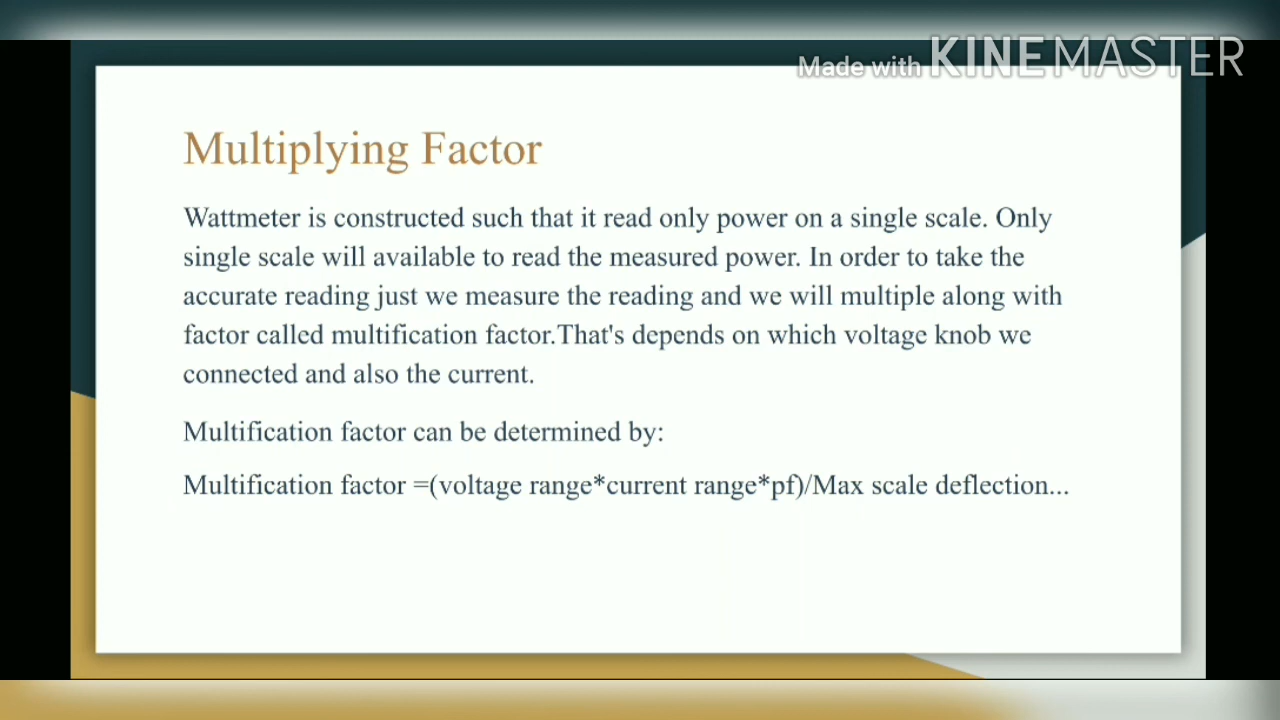 Made with KINEMASTER
Multiplying Factor
Wattmeter is constructed such that it read only power on a single scale. Only
single scale will available to read the measured power. In order to take the
accurate reading just we measure the reading and we will multiple along with
factor called multification factor.That's depends on which voltage knob we
connected and also the current.
Multification factor can be determined by:
Multification factor =(voltage range*current range*pf)/Max scale deflection...